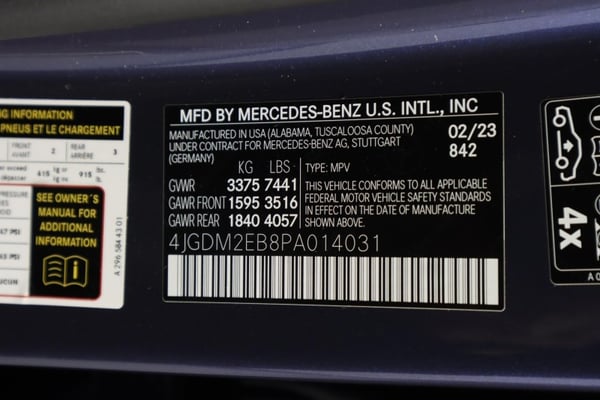 NG INFORMATION
PNEUS ET LE CHARGEMENT
FRONT
AVANT 2 REAR
ARRIÈRE 3
415 kg or 915 lbs.
SEE OWNER'S
MANUAL FOR
ADDITIONAL
INFORMATION
A 296 584 43 01
MFD BY MERCEDES-BENZ U.S. INTL., INC
MANUFACTURED IN USA (ALABAMA, TUSCALOOSA COUNTY)
UNDER CONTRACT FOR MERCEDES-BENZ AG, STUTTGART
(GERMANY)
02/23
842
KG LBS
GVWR 3375 7441
GAWR FRONT 1595 3516
GAWR REAR 1840 4057
TYPE: MPV
THIS VEHICLE CONFORMS TO ALL APPLICABLE
FEDERAL MOTOR VEHICLE SAFETY STANDARDS
IN EFFECT ON THE DATE OF MANUFACTURE
SHOWN ABOVE.
4JGDM2EB8PA014031
4x